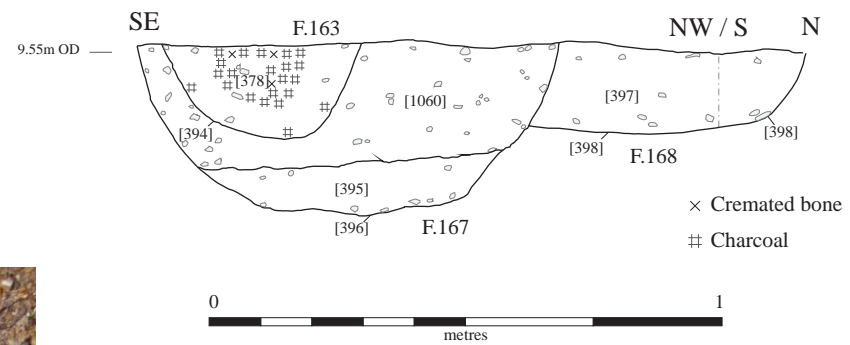 SE
F.163
NW / S
N
9.55m OD
[378]
[1060]
[397]
[394]
[398]
[398]
F.168
[395]
[396]
F.167
Cremated bone
Charcoal
0
1
metres